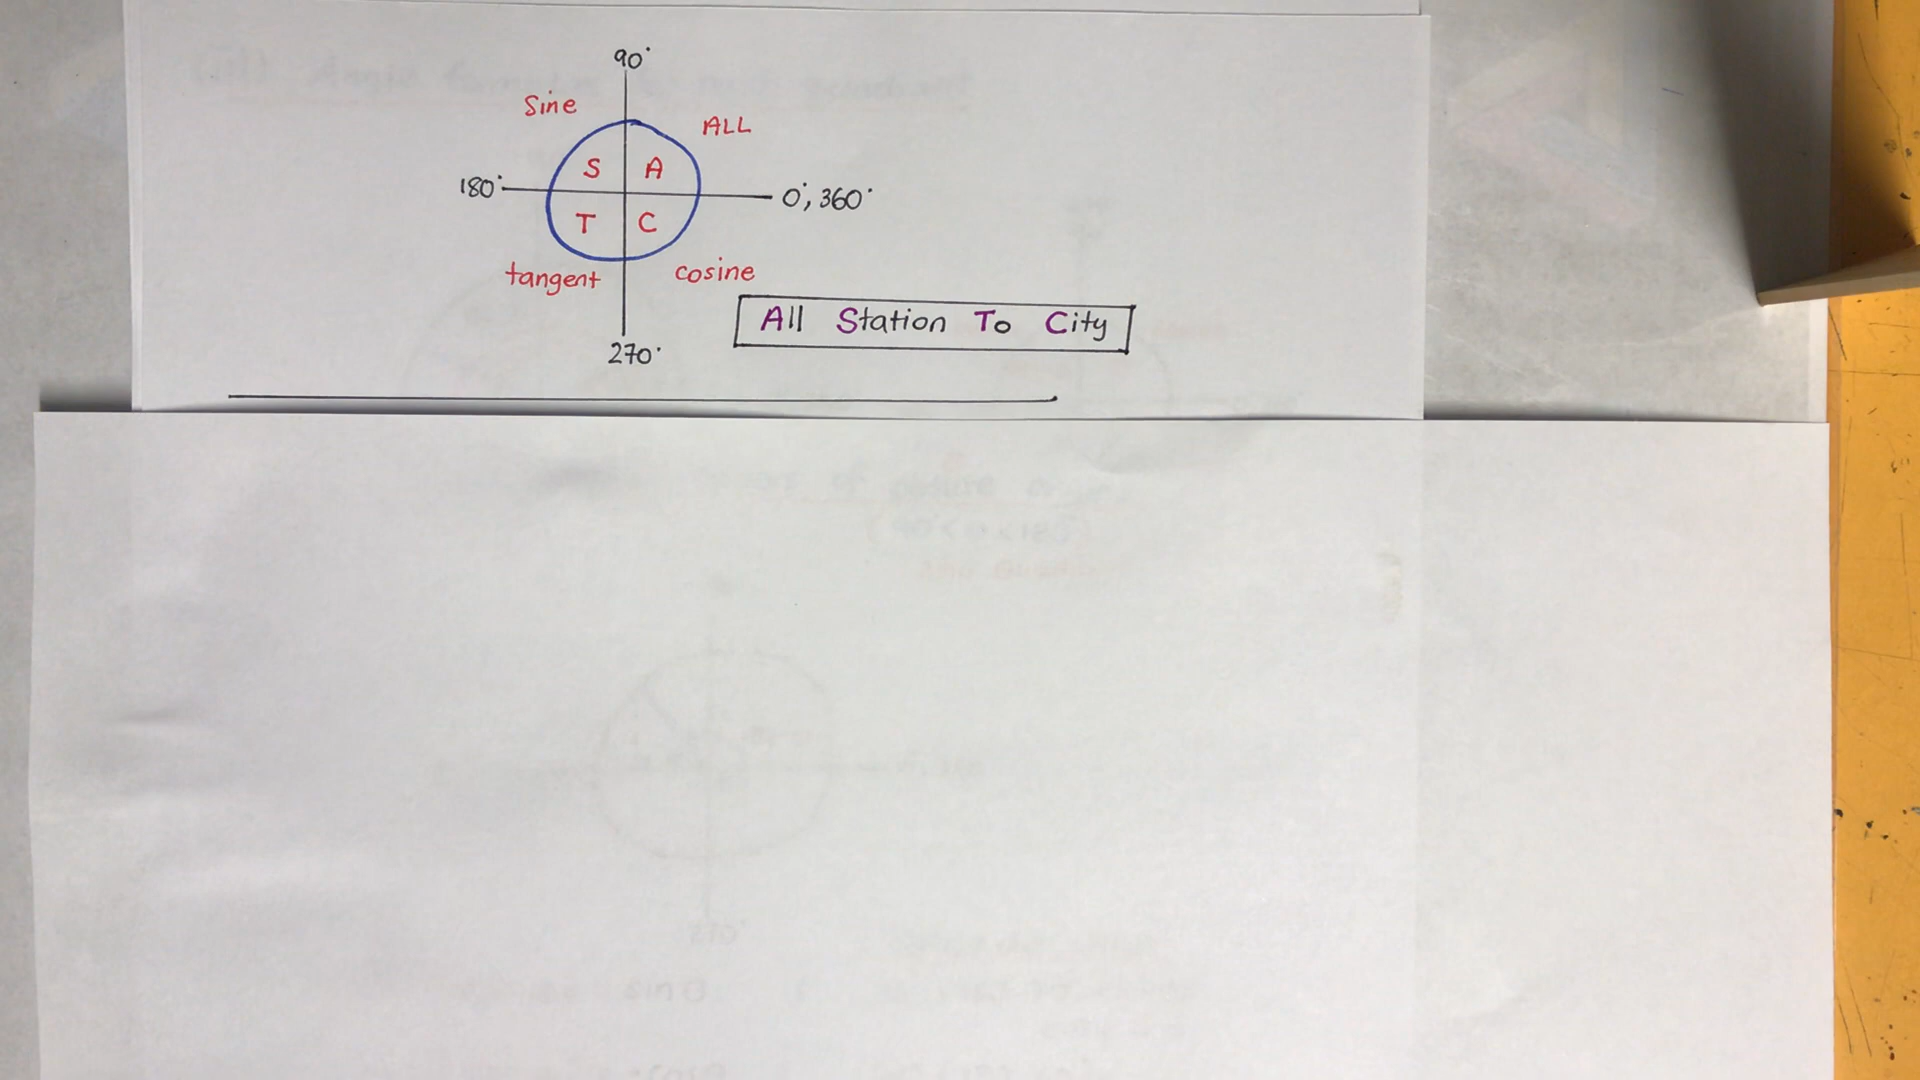 90°
Sine
ALL
S A
180° 0°, 360°
T C
tangent cosine
All Station To City
270°